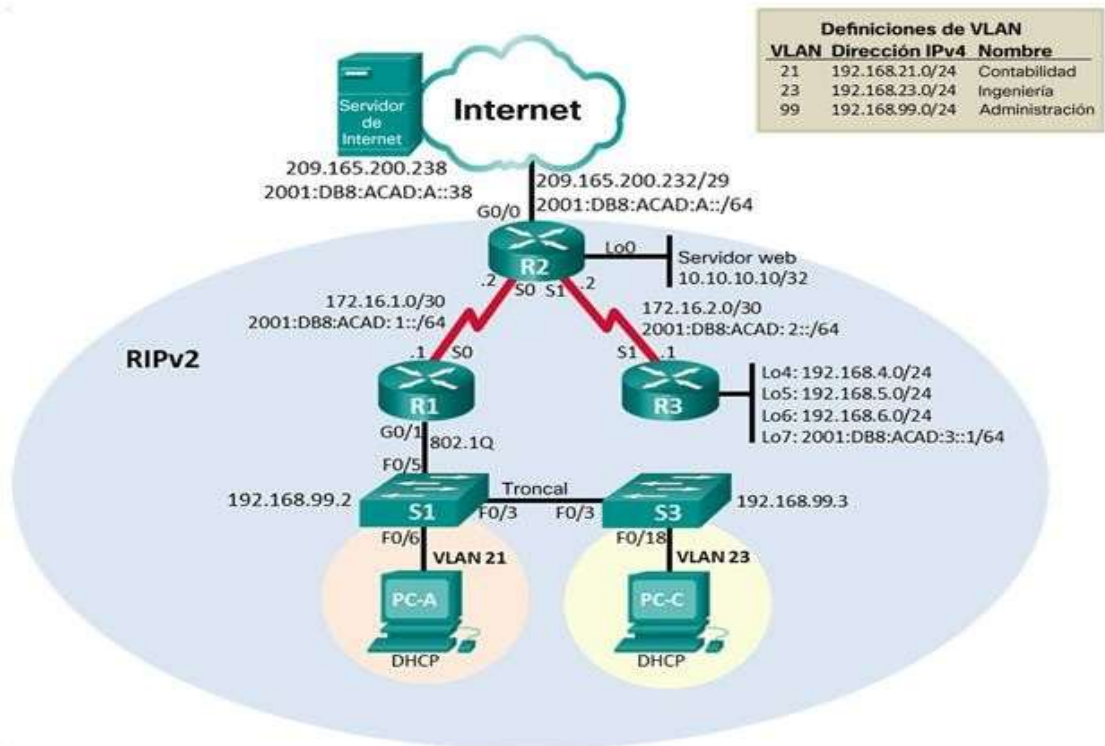 Definiciones de VLAN
VLAN Dirección IPv4 Nombre
21 192.168.21.0/24 Contabilidad
23 192.168.23.0/24 Ingeniería
99 192.168.99.0/24 Administración
Servidor
de
Internet
Internet
209.165.200.238
2001:DB8:ACAD:A::38
209.165.200.232/29
2001:DB8:ACAD:A::/64
G0/0
R2
Lo0
Servidor web
10.10.10.10/32
.2
S0
S1
.2
172.16.1.0/30
2001:DB8:ACAD: 1::/64
172.16.2.0/30
2001:DB8:ACAD: 2::/64
RIPv2
.1
S0
S1
.1
R1
R3
Lo4: 192.168.4.0/24
Lo5: 192.168.5.0/24
Lo6: 192.168.6.0/24
Lo7: 2001:DB8:ACAD:3::1/64
G0/1
802.1Q
F0/5
192.168.99.2
S1
Troncal
F0/3
F0/3
S3
192.168.99.3
F0/6
VLAN 21
F0/18
VLAN 23
PC-A
PC-C
DHCP
DHCP